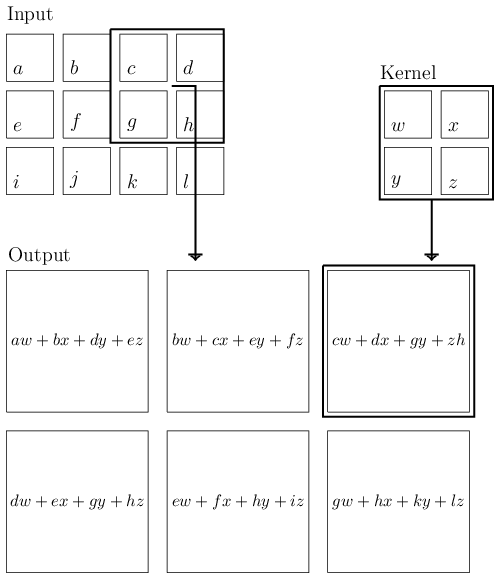 Input
a b c d
Kernel
e f g h
w x
i j k l
y z
Output
aw + bx + dy + ez bw + cx + ey + fz cw + dx + gy + zh
dw + ex + gy + hz ew + fx + hy + iz gw + hx + ky + lz